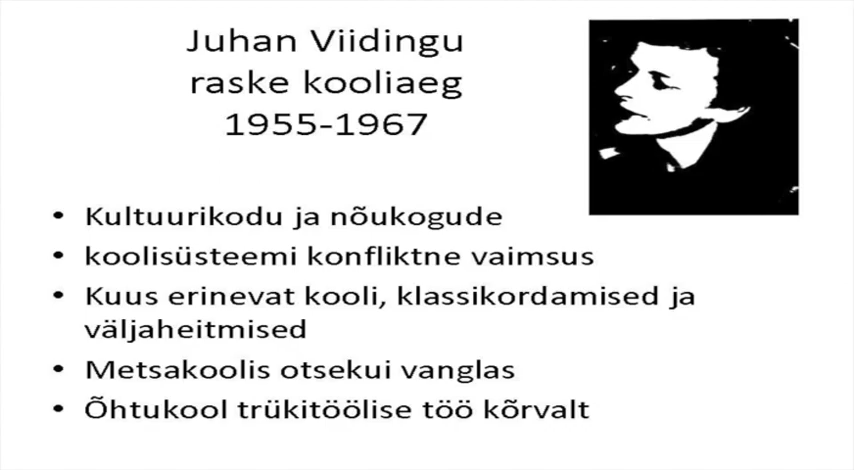 Juhan Viidingu
raske kooliaeg
1955-1967
• Kultuurikodu ja nõukogude
• koolisüsteemi konfliktne vaimsus
• Kuus erinevat kooli, klassikordamised ja
väljaheitmised
• Metsakoolis otsekui vanglas
• Õhtukool trükitöölise töö kõrvalt